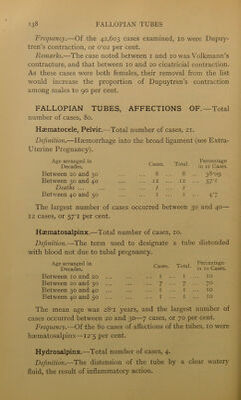 138 FALLOPIAN TUBES
Frequency.—Of the 42,603 cases examined, 10 were Dupuy-
tren's contraction, or 0·02 per cent.
Remarks.—The case noted between 1 and 10 was Volkmann's
contracture, and that between 10 and 20 cicatricial contraction.
As these cases were both females, their removal from the list
would increase the proportion of Dupuytren's contraction
among males to 90 per cent.
FALLOPIAN TUBES, AFFECTIONS OF.—Total
number of cases, 80.
Hæmatocele, Pelvic.—Total number of cases, 21.
Definition.—Hæmorrhage into the broad ligament (see Extra-
Uterine Pregnancy).
Age arranged in Decades. Cases. Total. Percentage in 21 Cases.
Between 20 and 30 ... ... ... 8 ... 8 ... 38·09
Between 30 and 40 ... ... ... 12 ... 12 ... 57·1
Deaths ... ... ... ... 1 ... 1
Between 40 and 50 ... ... ... 1 ... 1 ... 4·7
The largest number of cases occurred between 30 and 40—
12 cases, or 57·1 per cent.
Hæmatosalpinx.—Total number of cases, 10.
Definition.—The term used to designate a tube distended
with blood not due to tubal pregnancy.
Age arranged in Decades. Cases. Total. Percentage in 10 Cases.
Between 10 and 20 ... ... ... 1 ... 1 ... 10
Between 20 and 30 ... ... ... 7 ... 7 ... 70
Between 30 and 40 ... ... ... 1 ... 1 ... 10
Between 40 and 50 ... ... ... 1 ... 1 ... 10
The mean age was 28·1 years, and the largest number of
cases occurred between 20 and 30—7 cases, or 70 per cent.
Frequency.—Of the 80 cases of affections of the tubes, 10 were
hæmatosalpinx—12·5 per cent.
Hydrosalpinx.—Total number of cases, 4.
Definition.—The distension of the tube by a clear watery
fluid, the result of inflammatory action.